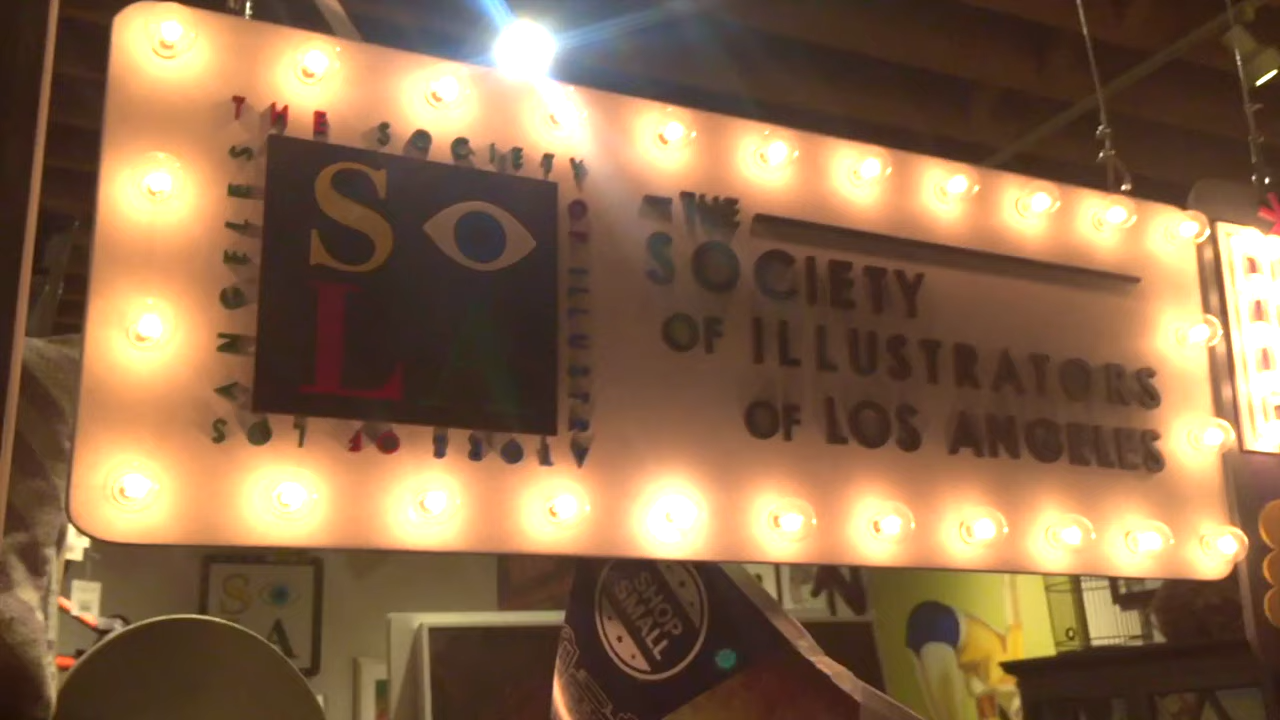 THE SOCIETY
OF ILLUSTRATORS
OF LOS ANGELES
S
L A
THE
SOCIETY
OF ILLUSTRATORS
OF LOS ANGELES
S
A
SHOP
SMALL